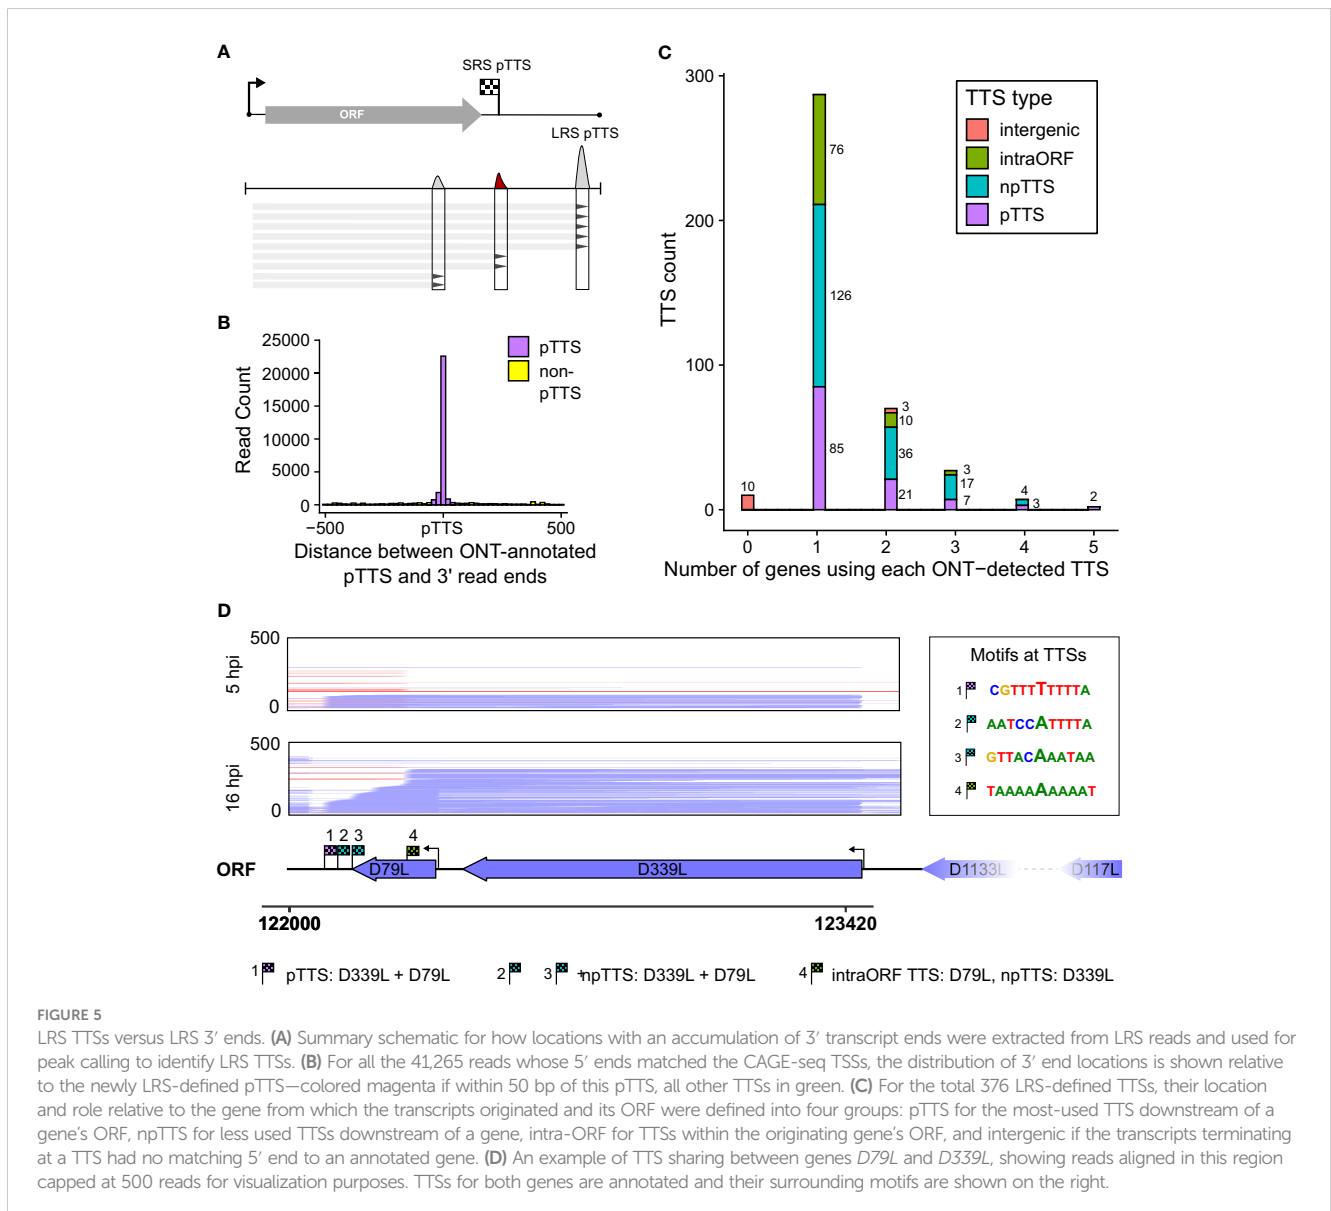 A
SRS pTTS
ORF
LRS pTTS
B
25000
20000
15000
10000
5000
0
Read Count
pTTS
non-
pTTS
−500
pTTS
500
Distance between ONT-annotated
pTTS and 3' read ends
C
300
200
100
0
TTS count
TTS type
intergenic
intraORF
npTTS
pTTS
76
126
85
10
3
10
36
21
3
17
7
4
3
2
0 1 2 3 4 5
Number of genes using each ONT−detected TTS
D
500
0
5 hpi
500
0
16 hpi
Motifs at TTSs
1 CGTTTTTTTTA
2 AATCCATTTTA
3 GTTACAAATAA
4 TAAAAAAAAAT
1 2 3 4
ORF
D79L
D339L
D1133L
D117L
122000
123420
1 pTTS: D339L + D79L
2 3 npTTS: D339L + D79L
4 intraORF TTS: D79L, npTTS: D339L
FIGURE 5
LRS TTSs versus LRS 3′ ends. (A) Summary schematic for how locations with an accumulation of 3′ transcript ends were extracted from LRS reads and used for
peak calling to identify LRS TTSs. (B) For all the 41,265 reads whose 5′ ends matched the CAGE-seq TSSs, the distribution of 3′ end locations is shown relative
to the newly LRS-defined pTTS—colored magenta if within 50 bp of this pTTS, all other TTSs in green. (C) For the total 376 LRS-defined TTSs, their location
and role relative to the gene from which the transcripts originated and its ORF were defined into four groups: pTTS for the most-used TTS downstream of a
gene's ORF, npTTS for less used TTSs downstream of a gene, intra-ORF for TTSs within the originating gene's ORF, and intergenic if the transcripts terminating
at a TTS had no matching 5′ end to an annotated gene. (D) An example of TTS sharing between genes D79L and D339L, showing reads aligned in this region
capped at 500 reads for visualization purposes. TTSs for both genes are annotated and their surrounding motifs are shown on the right.